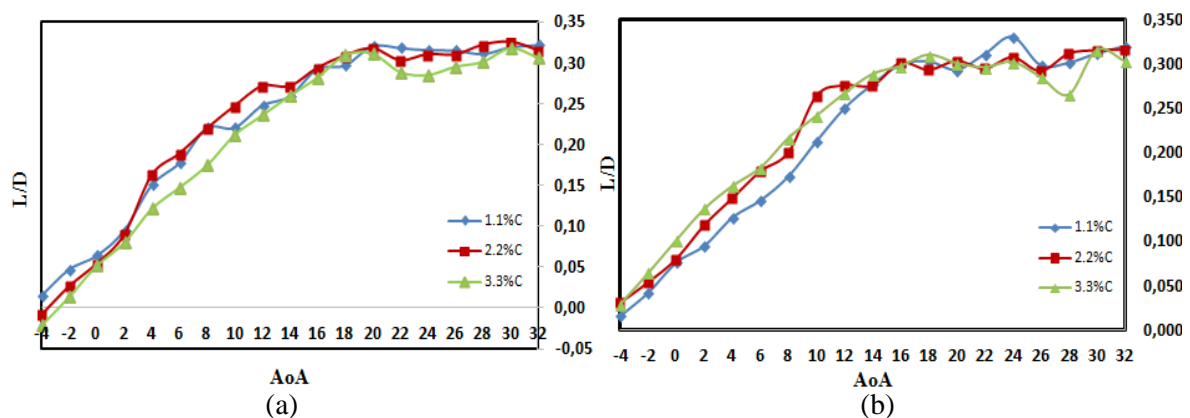 0,35
0,30
0,25
0,20
0,15
0,10
0,05
0,00
-0,05
L/D
1.1%C
2.2%C
3.3%C
-4 -2 0 2 4 6 8 10 12 14 16 18 20 22 24 26 28 30 32
AoA
(a)
0,350
0,300
0,250
0,200
0,150
0,100
0,050
0,000
L/D
1.1%C
2.2%C
3.3%C
-4 -2 0 2 4 6 8 10 12 14 16 18 20 22 24 26 28 30 32
AoA
(b)